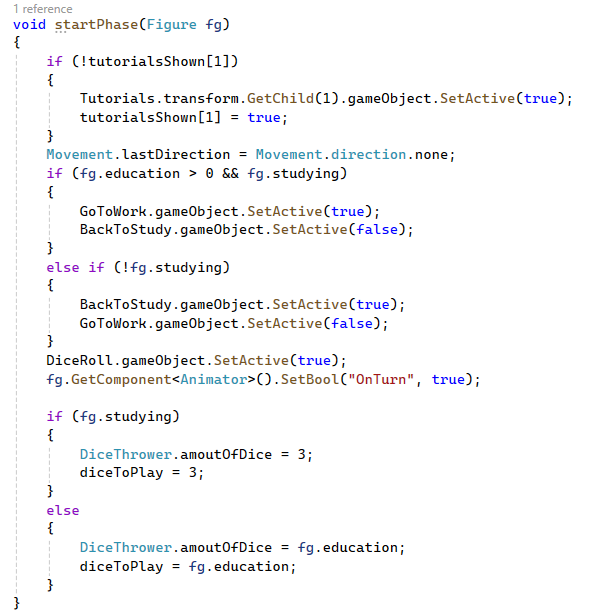 1 reference
void startPhase(Figure fg)
{
if (!tutorialsShown[1])
{
Tutorials.transform.GetChild(1).gameObject.SetActive(true);
tutorialsShown[1] = true;
}
Movement.lastDirection = Movement.direction.none;
if (fg.education > 0 && fg.studying)
{
GoToWork.gameObject.SetActive(true);
BackToStudy.gameObject.SetActive(false);
}
else if (!fg.studying)
{
BackToStudy.gameObject.SetActive(true);
GoToWork.gameObject.SetActive(false);
}
DiceRoll.gameObject.SetActive(true);
fg.GetComponent<Animator>().SetBool("OnTurn", true);
if (fg.studying)
{
DiceThrower.amoutOfDice = 3;
diceToPlay = 3;
}
else
{
DiceThrower.amoutOfDice = fg.education;
diceToPlay = fg.education;
}
}